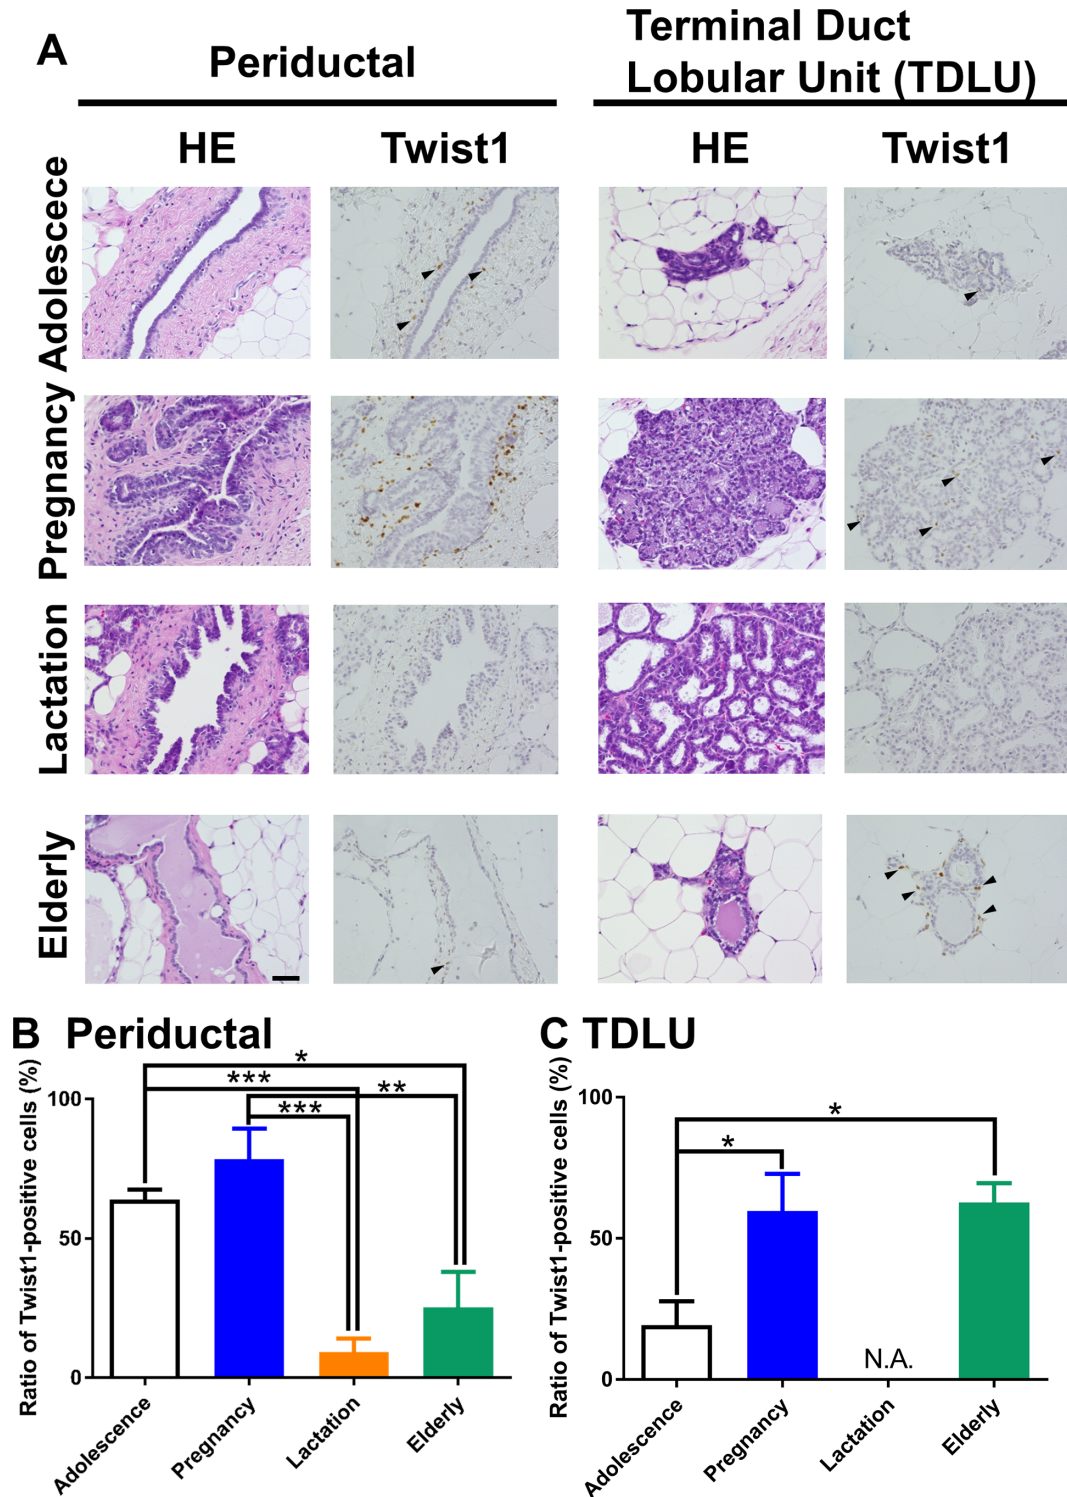 A
Periductal
Terminal Duct
Lobular Unit (TDLU)
HE
Twist1
HE
Twist1
Adolescece
Pregnancy
Lactation
Elderly
B Periductal
Ratio of Twist1-positive cells (%)
100
50
0
*
***
**
***
Adolescence
Pregnancy
Lactation
Elderly
C TDLU
Ratio of Twist1-positive cells (%)
100
50
0
*
*
N.A.
Adolescence
Pregnancy
Lactation
Elderly